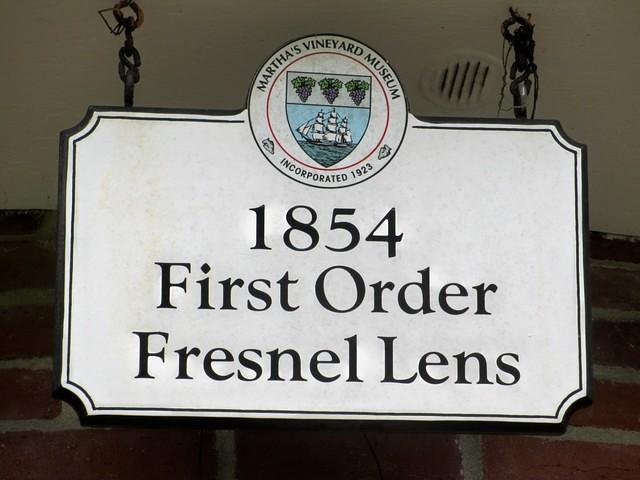 MARTHA'S VINEYARD MUSEUM
INCORPORATED 1923
1854
First Order
Fresnel Lens